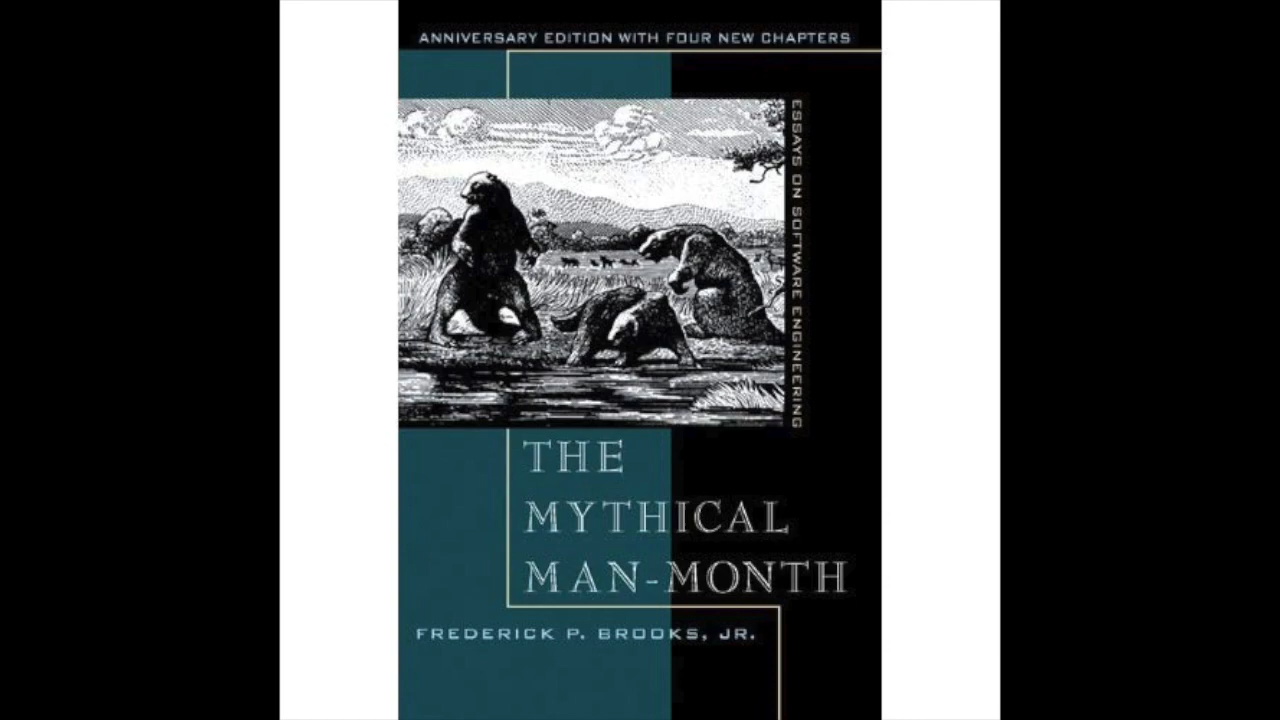 ANNIVERSARY EDITION WITH FOUR NEW CHAPTERS
ESSAYS ON SOFTWARE ENGINEERING
THE
MYTHICAL
MAN-MONTH
FREDERICK P. BROOKS, JR.